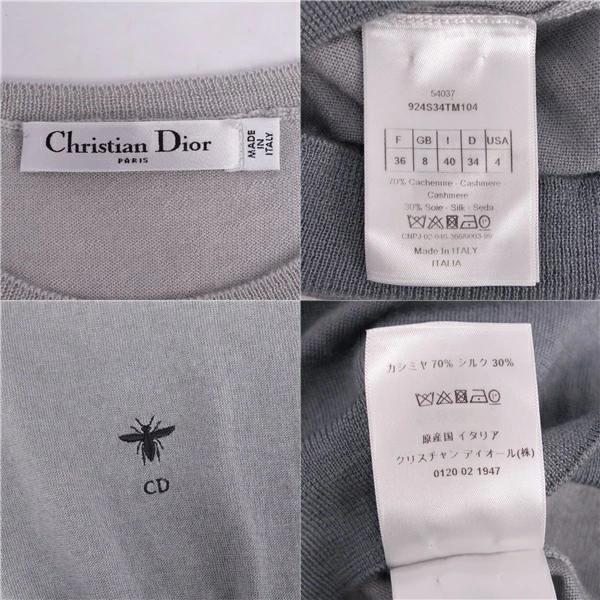 Christian Dior
PARIS
MADE
IN
ITALY
54037
924S34TM104
F GB I D USA
36 8 40 34 4
70% Cachemire - Cashmere
Cashmere
30% Soie - Silk - Seda
Made in ITALY
ITALIA
CD
カシミヤ 70% シルク 30%
原産国 イタリア
クリスチャン ディオール(株)
0120 02 1947